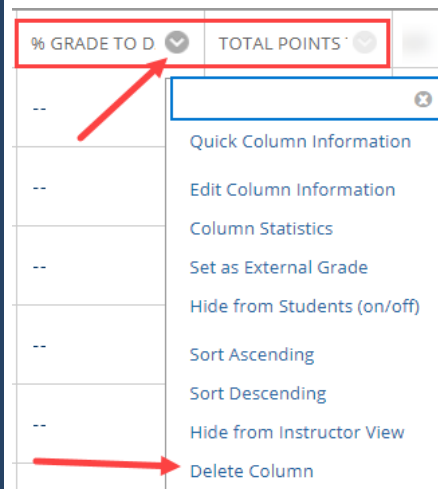 % GRADE TO D TOTAL POINTS
--
Quick Column Information
--
Edit Column Information
Column Statistics
--
Set as External Grade
Hide from Students (on/off)
--
Sort Ascending
Sort Descending
--
Hide from Instructor View
Delete Column